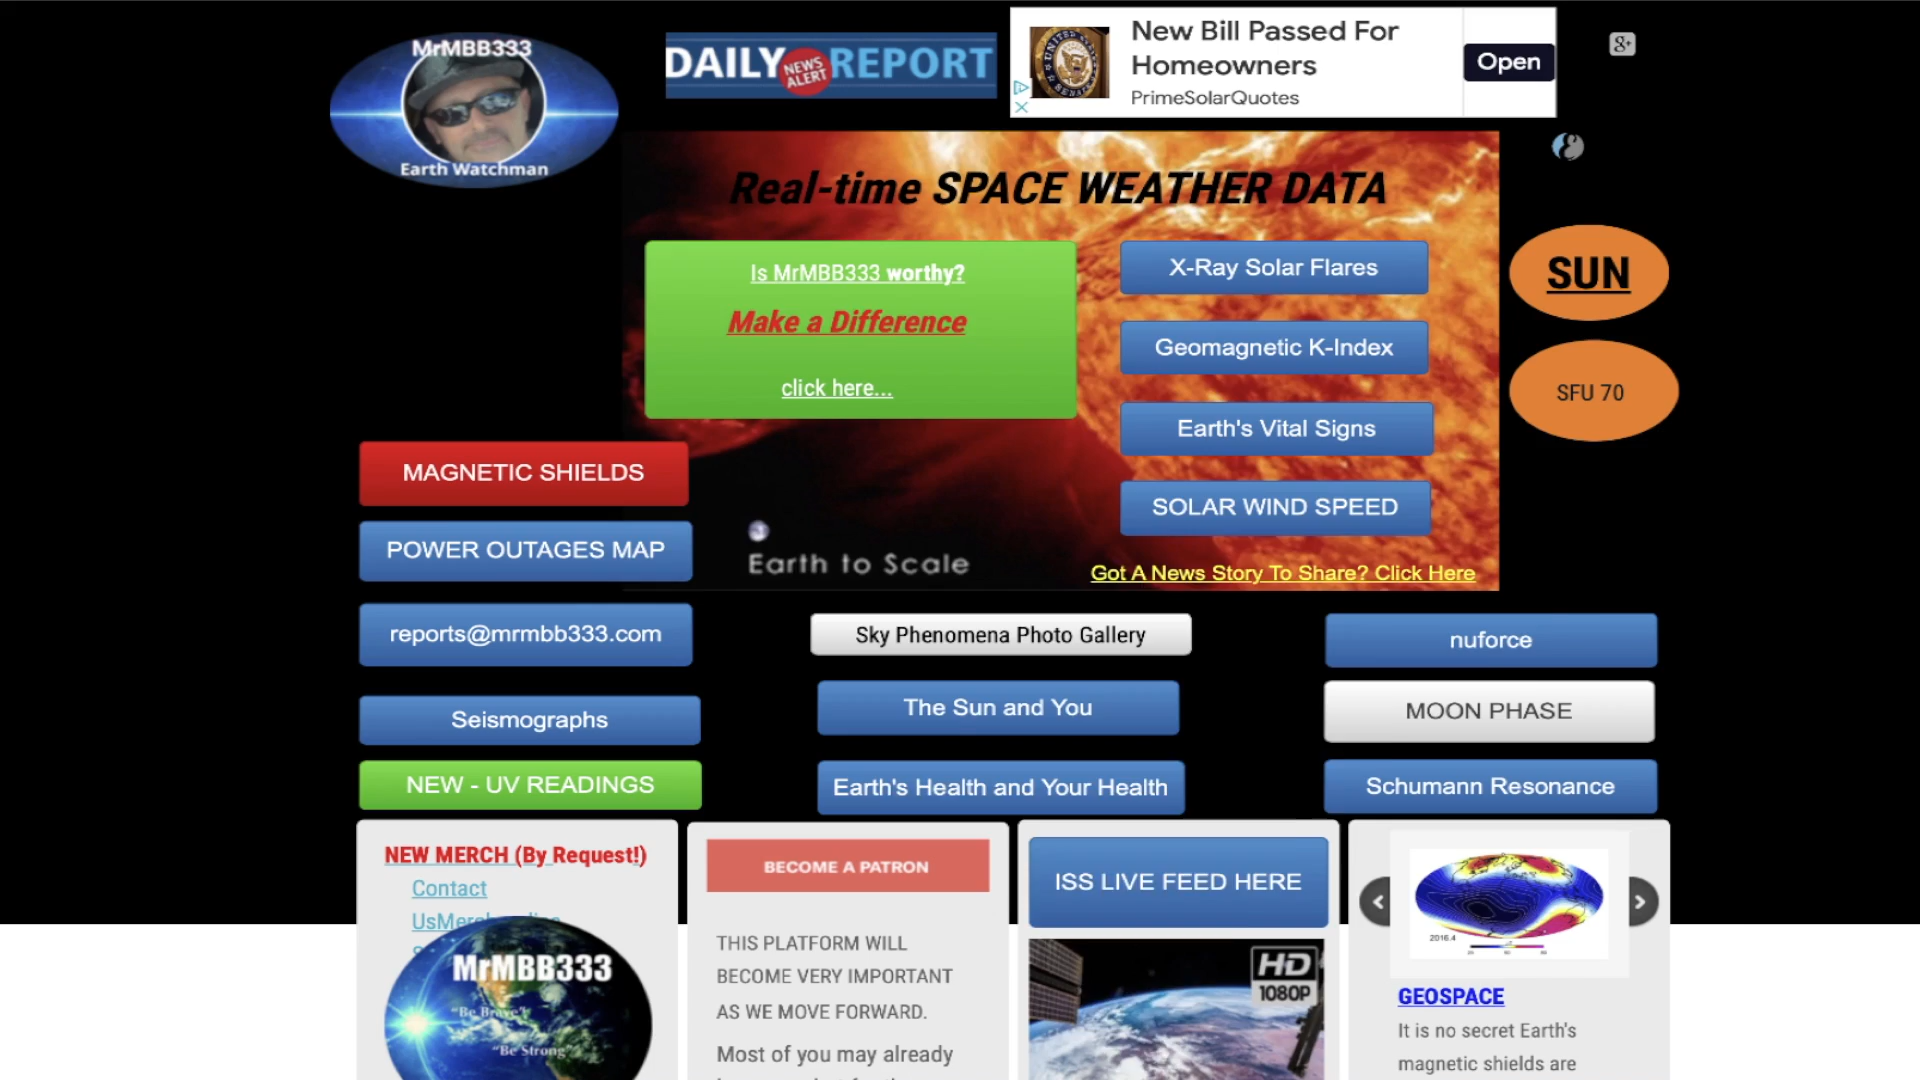 MrMBB333
Earth Watchman
DAILY REPORT
NEWS
ALERT
New Bill Passed For
Homeowners
PrimeSolarQuotes
Open
g+
Real-time SPACE WEATHER DATA
Is MrMBB333 worthy?
Make a Difference
click here...
X-Ray Solar Flares
Geomagnetic K-Index
Earth's Vital Signs
SOLAR WIND SPEED
SUN
SFU 70
Earth to Scale
Got A News Story To Share? Click Here
MAGNETIC SHIELDS
POWER OUTAGES MAP
reports@mrmbb333.com
Seismographs
NEW - UV READINGS
Sky Phenomena Photo Gallery
The Sun and You
Earth's Health and Your Health
nuforce
MOON PHASE
Schumann Resonance
NEW MERCH (By Request!)
Contact
MrMBB333
"Be Brave"
"Be Strong"
BECOME A PATRON
THIS PLATFORM WILL
BECOME VERY IMPORTANT
AS WE MOVE FORWARD.
Most of you may already
ISS LIVE FEED HERE
HD
1080P
2016.4
GEOSPACE
It is no secret Earth's
magnetic shields are